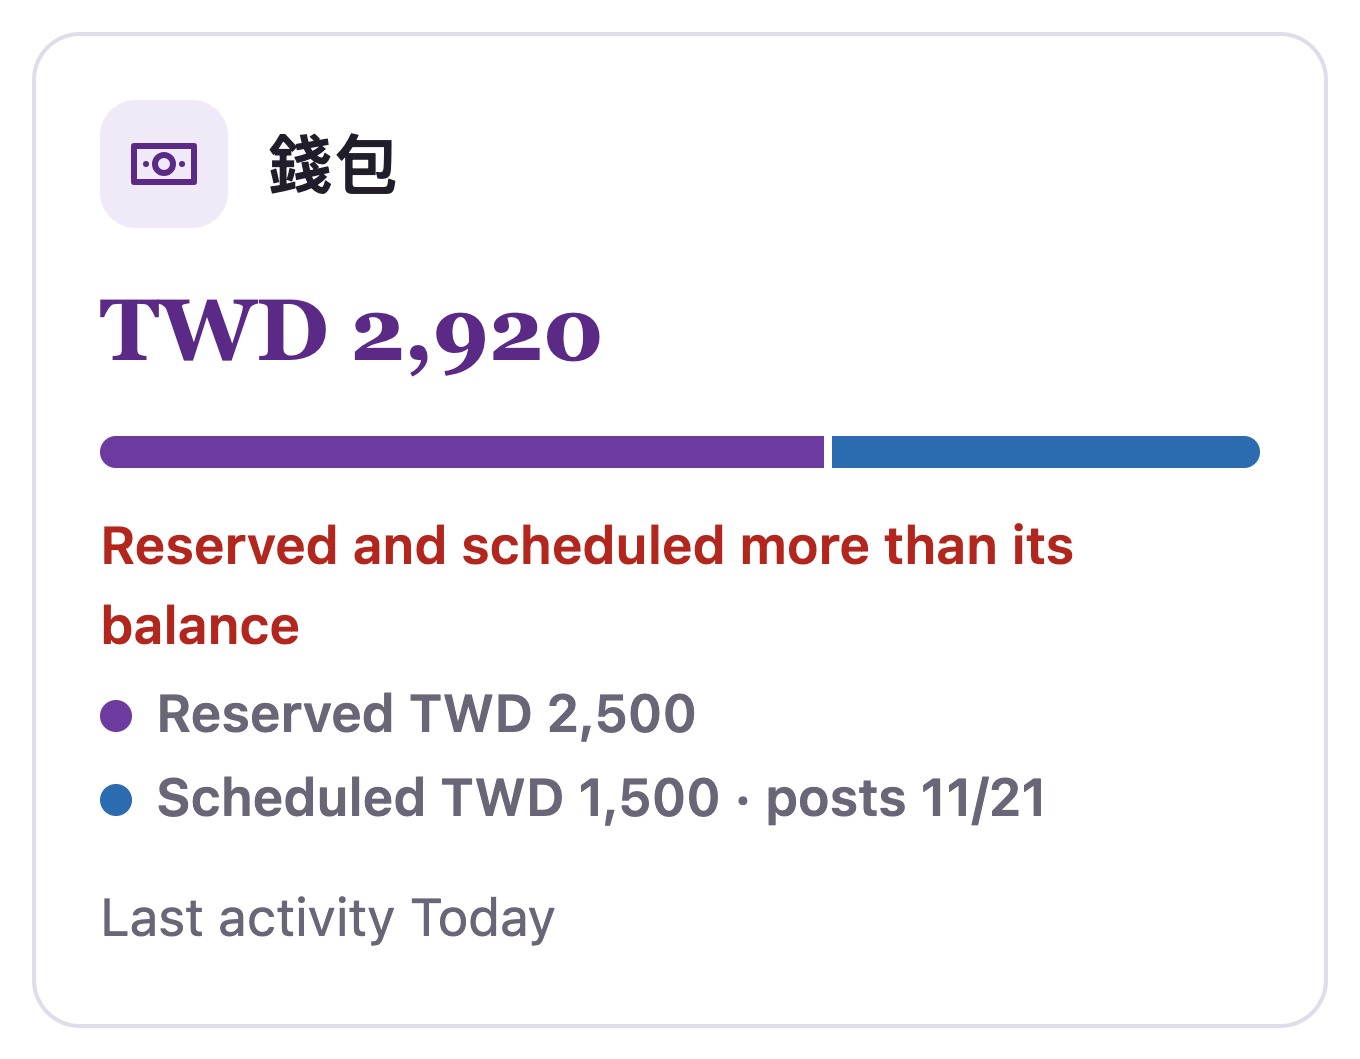 錢包
TWD 2,920
Reserved and scheduled more than its
balance
Reserved TWD 2,500
Scheduled TWD 1,500 · posts 11/21
Last activity Today